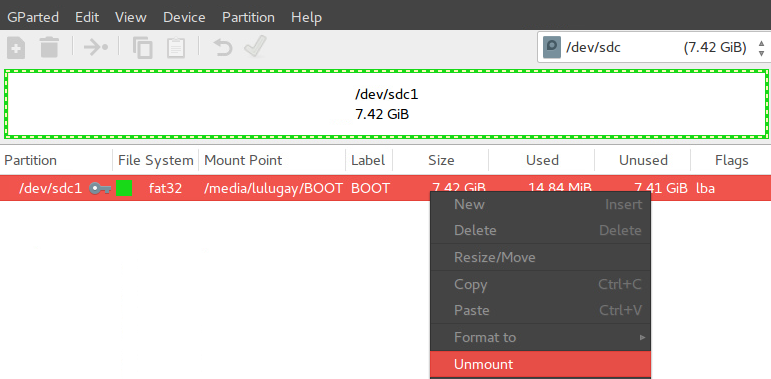 GParted Edit View Device Partition Help
/dev/sdc (7.42 GiB)
/dev/sdc1
7.42 GiB
Partition File System Mount Point Label Size Used Unused Flags
/dev/sdc1 fat32 /media/lulugay/BOOT BOOT 7.42 GiB 14.84 MiB 7.41 GiB lba
New Insert
Delete Delete
Resize/Move
Copy Ctrl+C
Paste Ctrl+V
Format to
Unmount